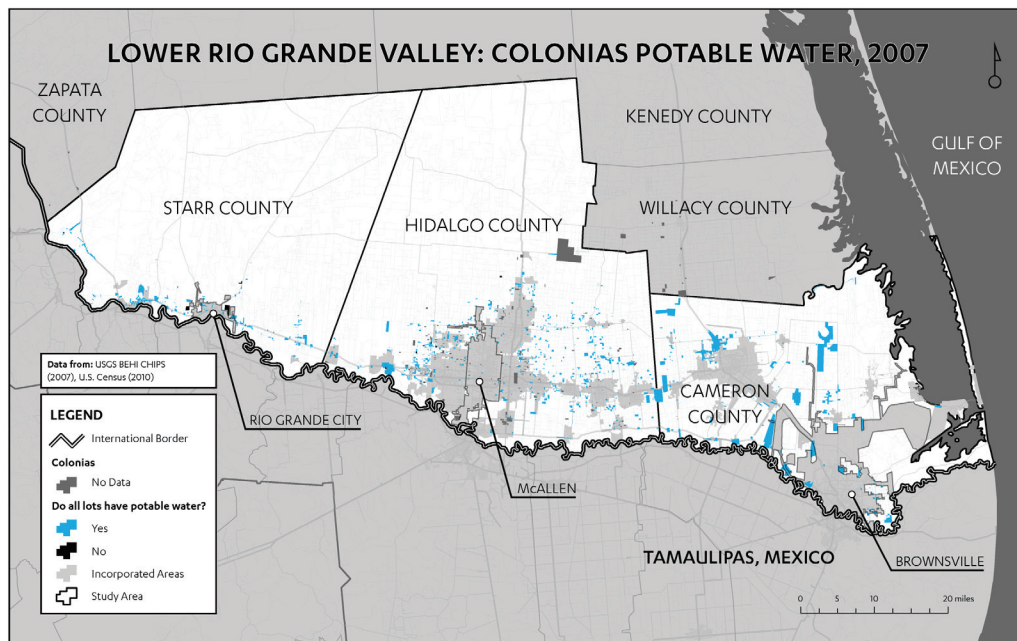 LOWER RIO GRANDE VALLEY: COLONIAS POTABLE WATER, 2007
ZAPATA
COUNTY
KENEDY COUNTY
GULF OF
MEXICO
STARR COUNTY
HIDALGO COUNTY
WILLACY COUNTY
CAMERON
COUNTY
Data from: USGS BEHI CHIPS
(2007), U.S. Census (2010)
LEGEND
International Border
Colonias
No Data
Do all lots have potable water?
Yes
No
Incorporated Areas
Study Area
RIO GRANDE CITY
McALLEN
TAMAULIPAS, MEXICO
BROWNSVILLE
0 5 10 20 miles